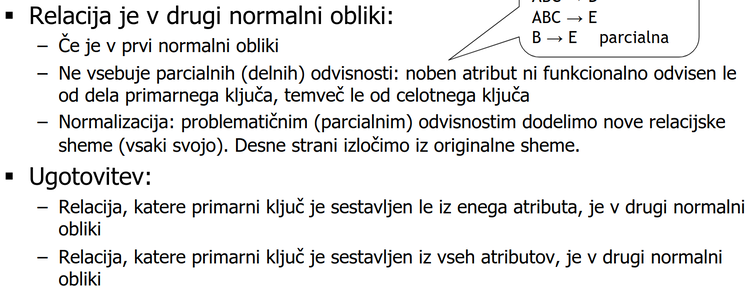 ▪ Relacija je v drugi normalni obliki:
ABC → E
B → E parcialna
– Če je v prvi normalni obliki
– Ne vsebuje parcialnih (delnih) odvisnosti: noben atribut ni funkcionalno odvisen le
od dela primarnega ključa, temveč le od celotnega ključa
– Normalizacija: problematičnim (parcialnim) odvisnostim dodelimo nove relacijske
sheme (vsaki svojo). Desne strani izločimo iz originalne sheme.
▪ Ugotovitev:
– Relacija, katere primarni ključ je sestavljen le iz enega atributa, je v drugi normalni
obliki
– Relacija, katere primarni ključ je sestavljen iz vseh atributov, je v drugi normalni
obliki